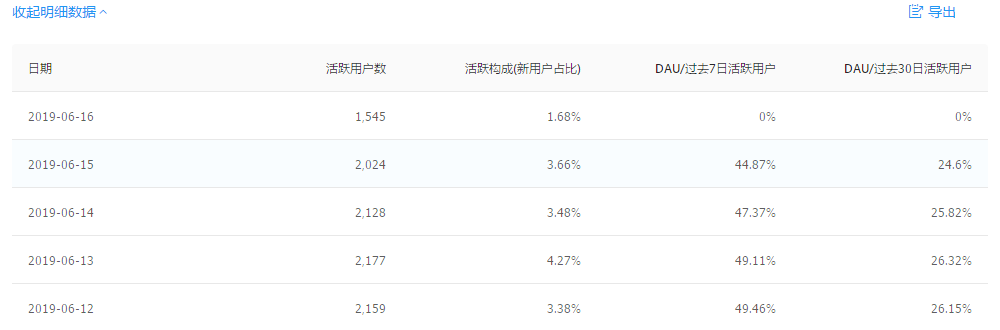 收起明细数据 导出
日期 活跃用户数 活跃构成(新用户占比) DAU/过去7日活跃用户 DAU/过去30日活跃用户
2019-06-16 1,545 1.68% 0% 0%
2019-06-15 2,024 3.66% 44.87% 24.6%
2019-06-14 2,128 3.48% 47.37% 25.82%
2019-06-13 2,177 4.27% 49.11% 26.32%
2019-06-12 2,159 3.38% 49.46% 26.15%